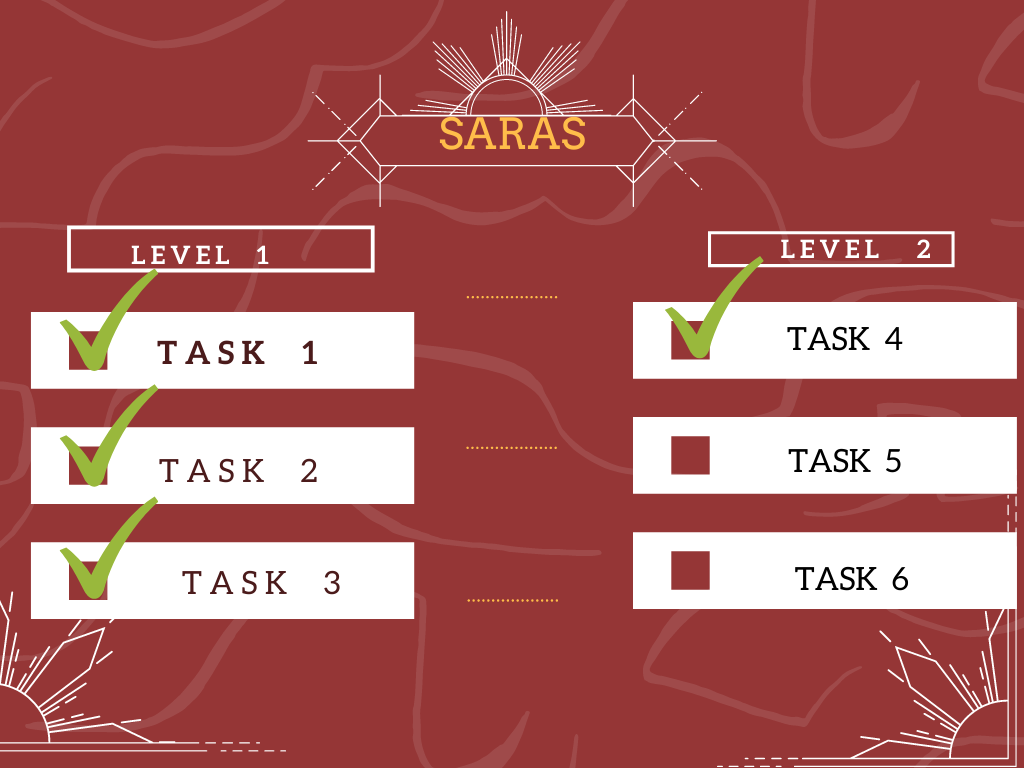 SARAS
LEVEL 1
TASK 1
TASK 2
TASK 3
LEVEL 2
TASK 4
TASK 5
TASK 6